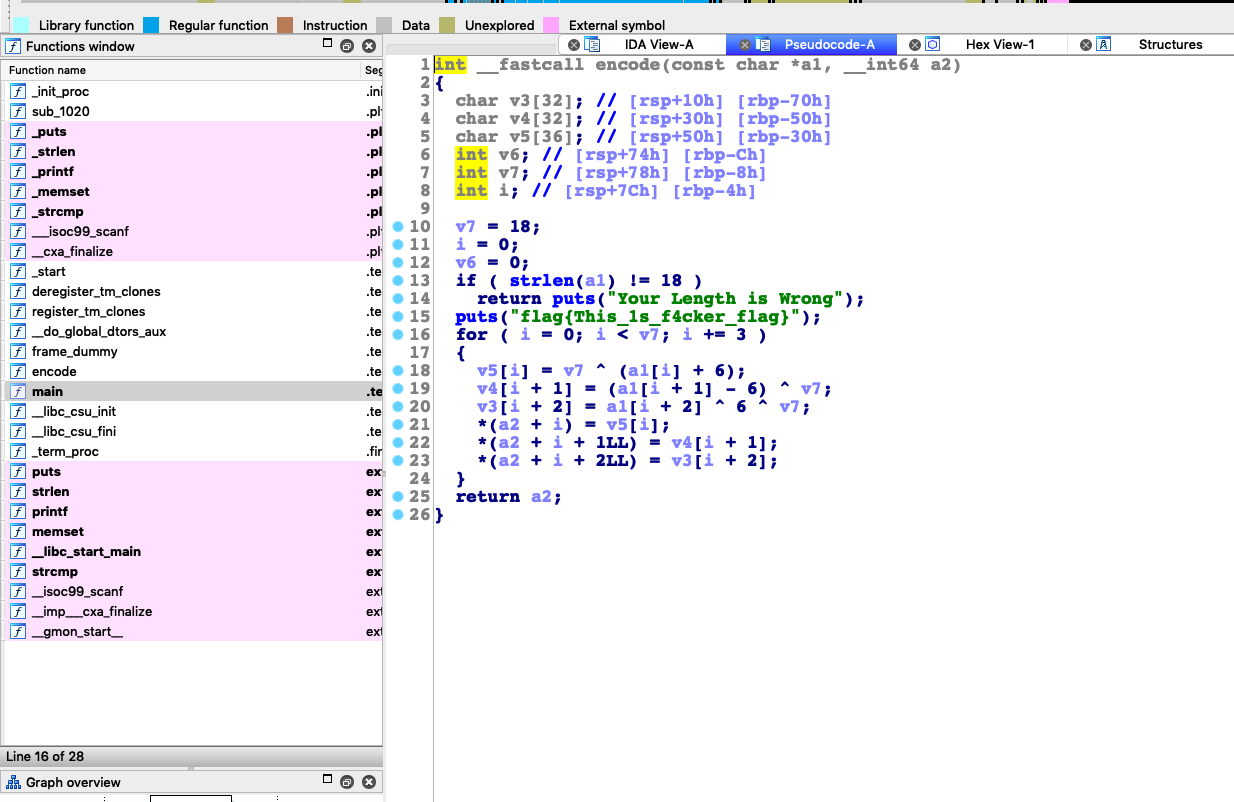 Library function Regular function Instruction Data Unexplored External symbol
Functions window
IDA View-A Pseudocode-A Hex View-1 Structures
Function name Seg
f _init_proc .ini
f sub_1020 .pl
f _puts .pl
f _strlen .pl
f _printf .pl
f _memset .pl
f _strcmp .pl
f ___isoc99_scanf .pl
f __cxa_finalize .pl
f _start .te
f deregister_tm_clones .te
f register_tm_clones .te
f __do_global_dtors_aux .te
f frame_dummy .te
f encode .te
f main .te
f __libc_csu_init .te
f __libc_csu_fini .te
f _term_proc .fin
f puts ext
f strlen ext
f printf ext
f memset ext
f __libc_start_main ext
f strcmp ext
f __isoc99_scanf ext
f __imp___cxa_finalize ext
f __gmon_start__ ext
Line 16 of 28
Graph overview
1 int __fastcall encode(const char *a1, __int64 a2)
2 {
3 char v3[32]; // [rsp+10h] [rbp-70h]
4 char v4[32]; // [rsp+30h] [rbp-50h]
5 char v5[36]; // [rsp+50h] [rbp-30h]
6 int v6; // [rsp+74h] [rbp-Ch]
7 int v7; // [rsp+78h] [rbp-8h]
8 int i; // [rsp+7Ch] [rbp-4h]
9
10 v7 = 18;
11 i = 0;
12 v6 = 0;
13 if ( strlen(a1) != 18 )
14 return puts("Your Length is Wrong");
15 puts("flag{This_1s_f4cker_flag}");
16 for ( i = 0; i < v7; i += 3 )
17 {
18 v5[i] = v7 ^ (a1[i] + 6);
19 v4[i + 1] = (a1[i + 1] - 6) ^ v7;
20 v3[i + 2] = a1[i + 2] ^ 6 ^ v7;
21 *(a2 + i) = v5[i];
22 *(a2 + i + 1LL) = v4[i + 1];
23 *(a2 + i + 2LL) = v3[i + 2];
24 }
25 return a2;
26 }